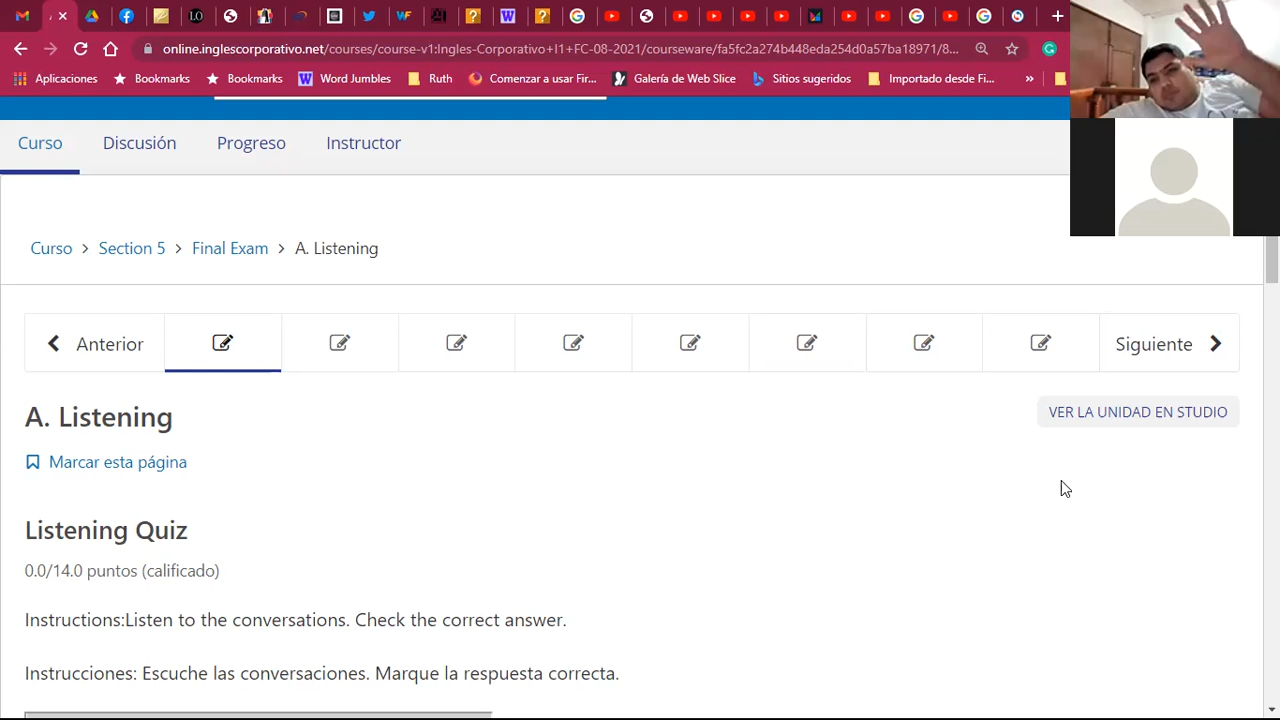 online.inglescorporativo.net/courses/course-v1:Ingles-Corporativo+I1+FC-08-2021/courseware/fa5fc2a274b448eda254d0a57ba18971/8...
Aplicaciones Bookmarks Bookmarks Word Jumbles Ruth Comenzar a usar Fir... Galería de Web Slice Sitios sugeridos Importado desde Fi... »
Curso Discusión Progreso Instructor
Curso > Section 5 > Final Exam > A. Listening
Anterior Siguiente
A. Listening
VER LA UNIDAD EN STUDIO
Marcar esta página
Listening Quiz
0.0/14.0 puntos (calificado)
Instructions:Listen to the conversations. Check the correct answer.
Instrucciones: Escuche las conversaciones. Marque la respuesta correcta.